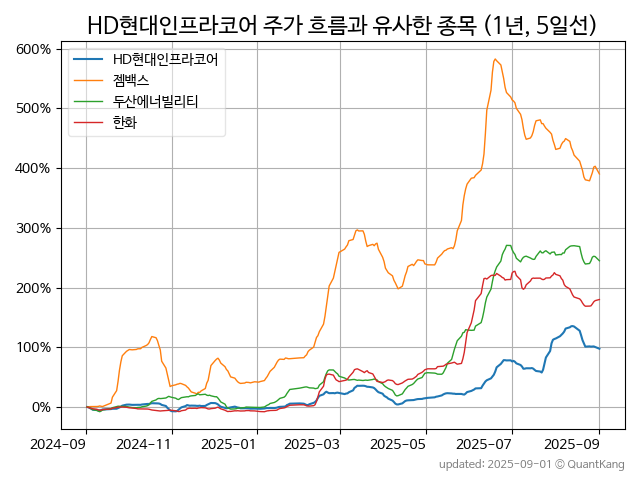 HD현대인프라코어 주가 흐름과 유사한 종목 (1년, 5일선)
600%
500%
400%
300%
200%
100%
0%
HD현대인프라코어
젬백스
두산에너빌리티
한화
2024-09 2024-11 2025-01 2025-03 2025-05 2025-07 2025-09
updated: 2025-09-01 © QuantKang